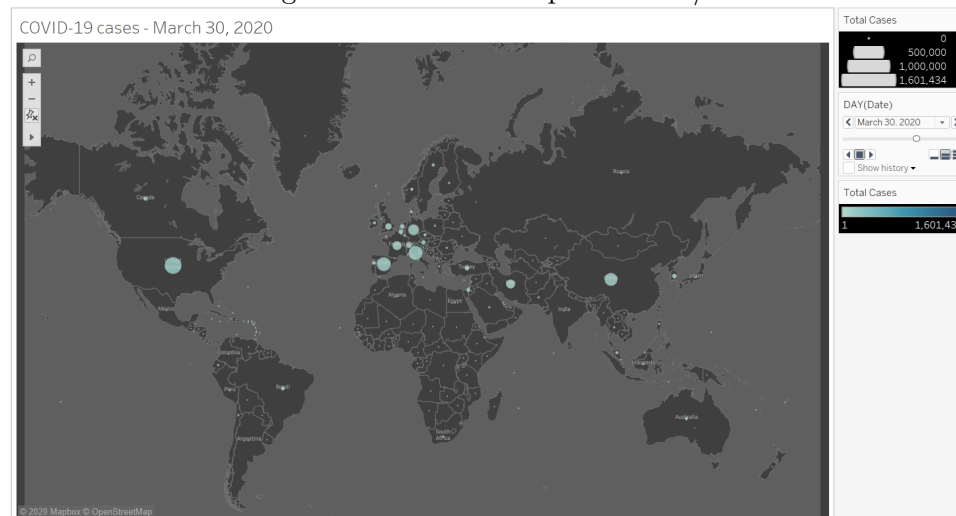 COVID-19 cases - March 30, 2020
Total Cases
0
500,000
1,000,000
1,601,434
DAY(Date)
March 30, 2020
Show history
Total Cases
1
1,601,43
Canada
Russia
Mexico
Algeria
Egypt
India
Colombia
Peru
Brazil
Indonesia
Australia
South
Africa
Argentina
© 2020 Mapbox © OpenStreetMap